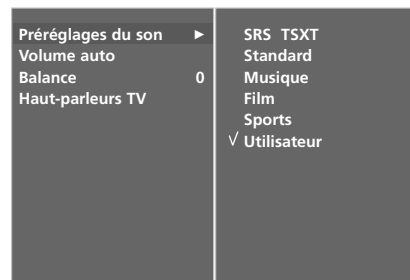 Préréglages du son ►
Volume auto
Balance 0
Haut-parleurs TV
SRS TSXT
Standard
Musique
Film
Sports
√ Utilisateur